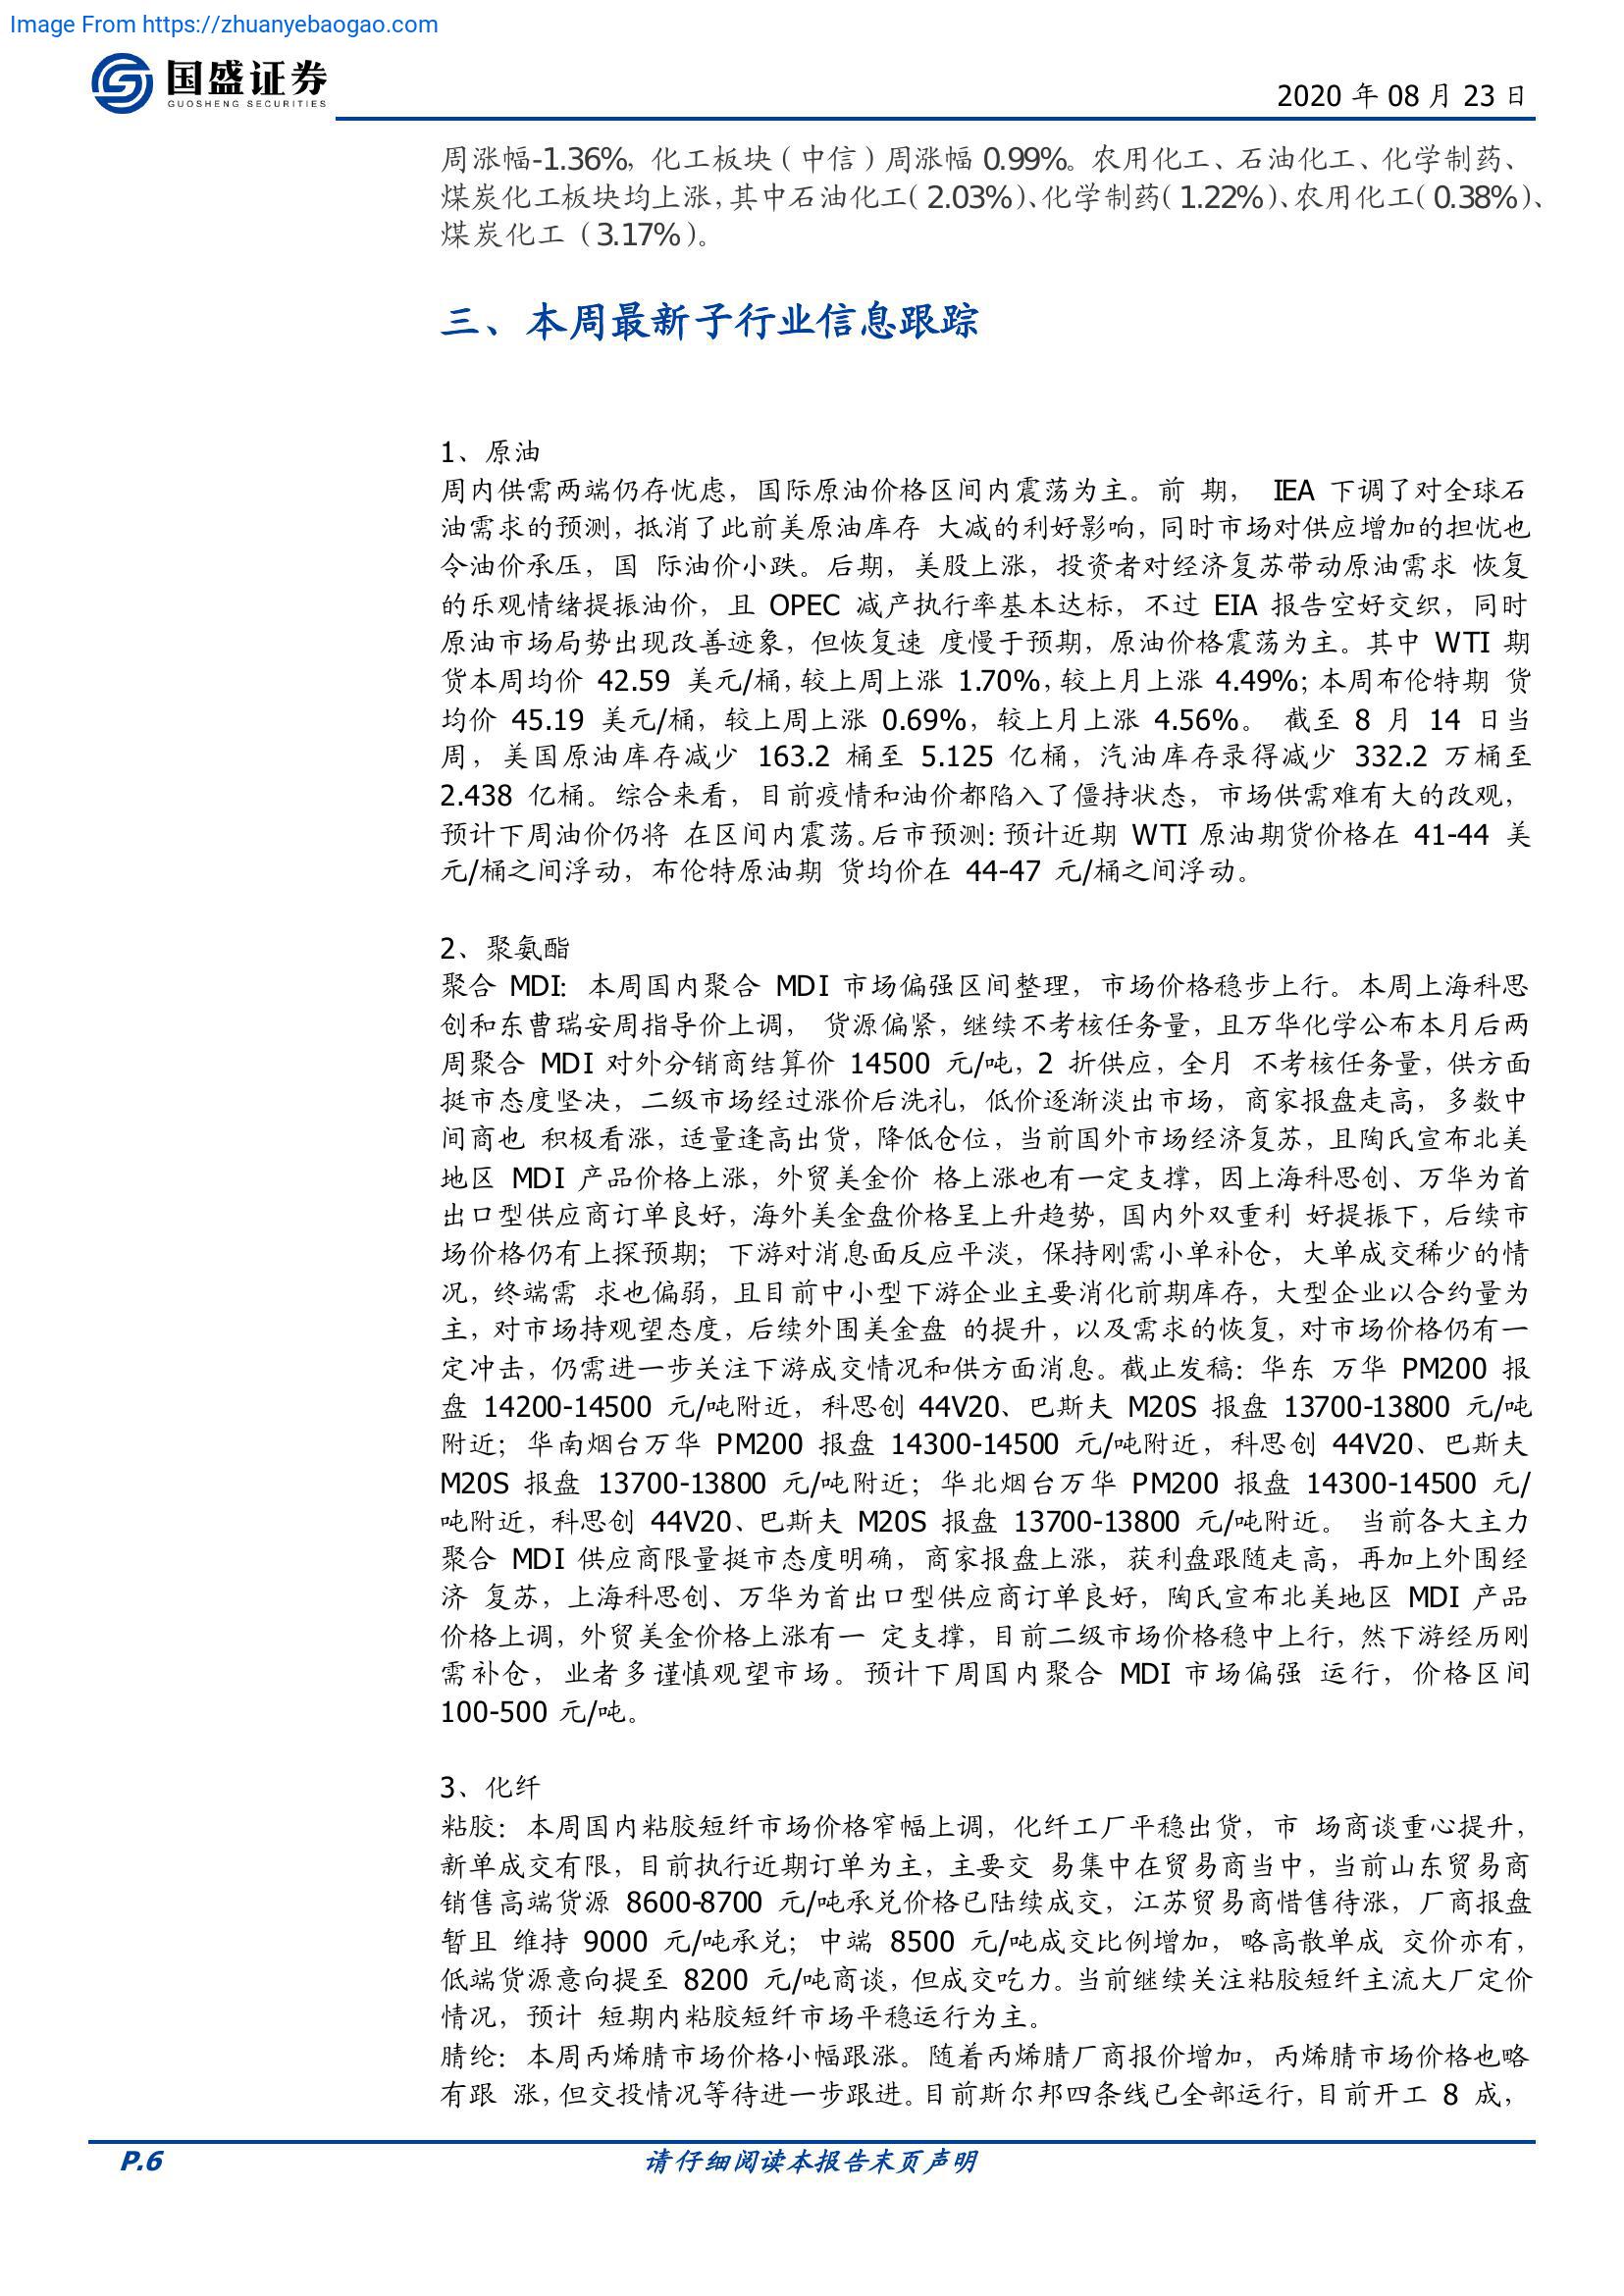 Image From https://zhuanyebaogao.com
国盛证券
GUOSHENG SECURITIES
2020 年 08 月 23 日
周涨幅-1.36%，化工板块（中信）周涨幅 0.99%。农用化工、石油化工、化学制药、
煤炭化工板块均上涨，其中石油化工（2.03%）、化学制药（1.22%）、农用化工（0.38%）、
煤炭化工（3.17%）。
三、本周最新子行业信息跟踪
1、原油
周内供需两端仍存忧虑，国际原油价格区间内震荡为主。前 期， IEA 下调了对全球石
油需求的预测，抵消了此前美原油库存 大减的利好影响，同时市场对供应增加的担忧也
令油价承压，国 际油价小跌。后期，美股上涨，投资者对经济复苏带动原油需求 恢复
的乐观情绪提振油价，且 OPEC 减产执行率基本达标，不过 EIA 报告空好交织，同时
原油市场局势出现改善迹象，但恢复速 度慢于预期，原油价格震荡为主。其中 WTI 期
货本周均价 42.59 美元/桶，较上周上涨 1.70%，较上月上涨 4.49%；本周布伦特期 货
均价 45.19 美元/桶，较上周上涨 0.69%，较上月上涨 4.56%。 截至 8 月 14 日当
周，美国原油库存减少 163.2 桶至 5.125 亿桶，汽油库存录得减少 332.2 万桶至
2.438 亿桶。综合来看，目前疫情和油价都陷入了僵持状态，市场供需难有大的改观，
预计下周油价仍将 在区间内震荡。后市预测：预计近期 WTI 原油期货价格在 41-44 美
元/桶之间浮动，布伦特原油期 货均价在 44-47 元/桶之间浮动。
2、聚氨酯
聚合 MDI：本周国内聚合 MDI 市场偏强区间整理，市场价格稳步上行。本周上海科思
创和东曹瑞安周指导价上调， 货源偏紧，继续不考核任务量，且万华化学公布本月后两
周聚合 MDI 对外分销商结算价 14500 元/吨，2 折供应，全月 不考核任务量，供方面
挺市态度坚决，二级市场经过涨价后洗礼，低价逐渐淡出市场，商家报盘走高，多数中
间商也 积极看涨，适量逢高出货，降低仓位，当前国外市场经济复苏，且陶氏宣布北美
地区 MDI 产品价格上涨，外贸美金价 格上涨也有一定支撑，因上海科思创、万华为首
出口型供应商订单良好，海外美金盘价格呈上升趋势，国内外双重利 好提振下，后续市
场价格仍有上探预期；下游对消息面反应平淡，保持刚需小单补仓，大单成交稀少的情
况，终端需 求也偏弱，且目前中小型下游企业主要消化前期库存，大型企业以合约量为
主，对市场持观望态度，后续外围美金盘 的提升，以及需求的恢复，对市场价格仍有一
定冲击，仍需进一步关注下游成交情况和供方面消息。截止发稿：华东 万华 PM200 报
盘 14200-14500 元/吨附近，科思创 44V20、巴斯夫 M20S 报盘 13700-13800 元/吨
附近；华南烟台万华 PM200 报盘 14300-14500 元/吨附近，科思创 44V20、巴斯夫
M20S 报盘 13700-13800 元/吨附近；华北烟台万华 PM200 报盘 14300-14500 元/
吨附近，科思创 44V20、巴斯夫 M20S 报盘 13700-13800 元/吨附近。 当前各大主力
聚合 MDI 供应商限量挺市态度明确，商家报盘上涨，获利盘跟随走高，再加上外围经
济 复苏，上海科思创、万华为首出口型供应商订单良好，陶氏宣布北美地区 MDI 产品
价格上调，外贸美金价格上涨有一 定支撑，目前二级市场价格稳中上行，然下游经历刚
需补仓，业者多谨慎观望市场。预计下周国内聚合 MDI 市场偏强 运行，价格区间
100-500 元/吨。
3、化纤
粘胶：本周国内粘胶短纤市场价格窄幅上调，化纤工厂平稳出货，市 场商谈重心提升，
新单成交有限，目前执行近期订单为主，主要交 易集中在贸易商当中，当前山东贸易商
销售高端货源 8600-8700 元/吨承兑价格已陆续成交，江苏贸易商惜售待涨，厂商报盘
暂且 维持 9000 元/吨承兑；中端 8500 元/吨成交比例增加，略高散单成 交价亦有，
低端货源意向提至 8200 元/吨商谈，但成交吃力。当前继续关注粘胶短纤主流大厂定价
情况，预计 短期内粘胶短纤市场平稳运行为主。
腈纶：本周丙烯腈市场价格小幅跟涨。随着丙烯腈厂商报价增加，丙烯腈市场价格也略
有跟 涨，但交投情况等待进一步跟进。目前斯尔邦四条线已全部运行，目前开工 8 成，
P.6
请仔细阅读本报告末页声明